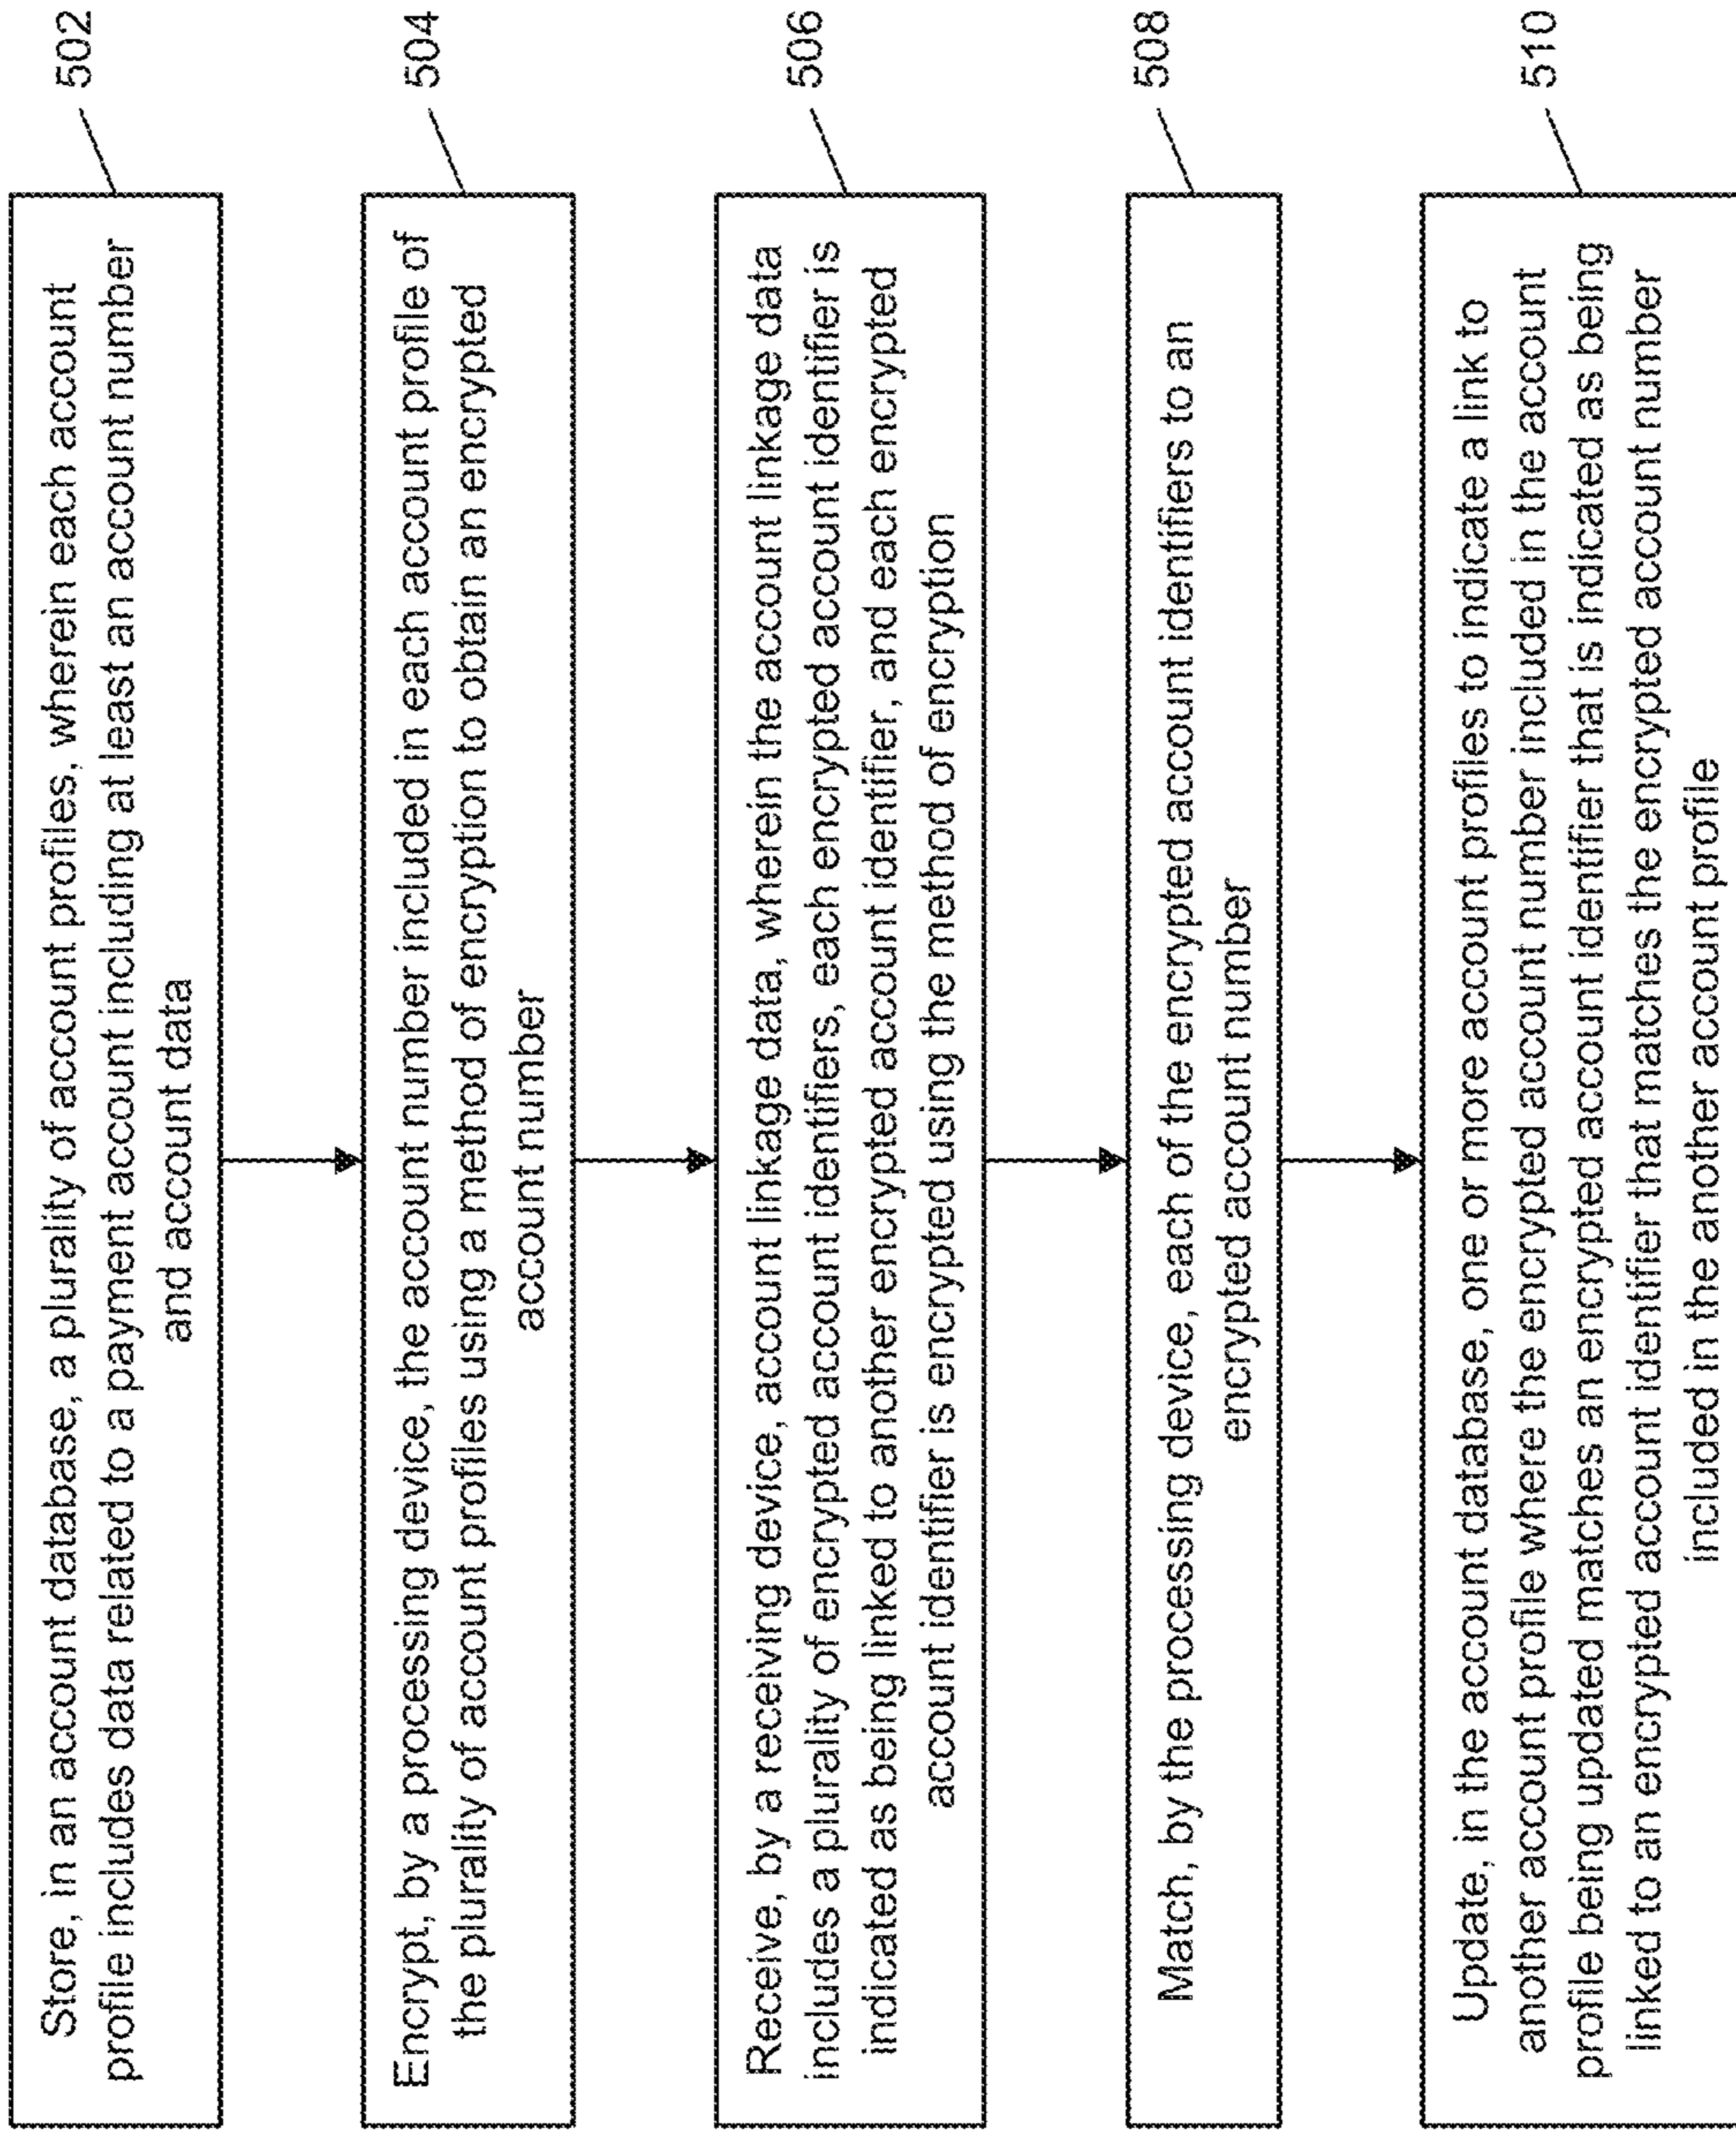 Store, in an account database, a plurality of account profiles, wherein each account
profile includes data related to a payment account including at least an account number
and account data
502
Encrypt, by a processing device, the account number included in each account profile of
the plurality of account profiles using a method of encryption to obtain an encrypted
account number
504
Receive, by a receiving device, account linkage data, wherein the account linkage data
includes a plurality of encrypted account identifiers, each encrypted account identifier is
indicated as being linked to another encrypted account identifier, and each encrypted
account identifier is encrypted using the method of encryption
506
Match, by the processing device, each of the encrypted account identifiers to an
encrypted account number
508
Update, in the account database, one or more account profiles to indicate a link to
another account profile where the encrypted account number included in the account
profile being updated matches an encrypted account identifier that is indicated as being
linked to an encrypted account identifier that matches the encrypted account number
included in the another account profile
510